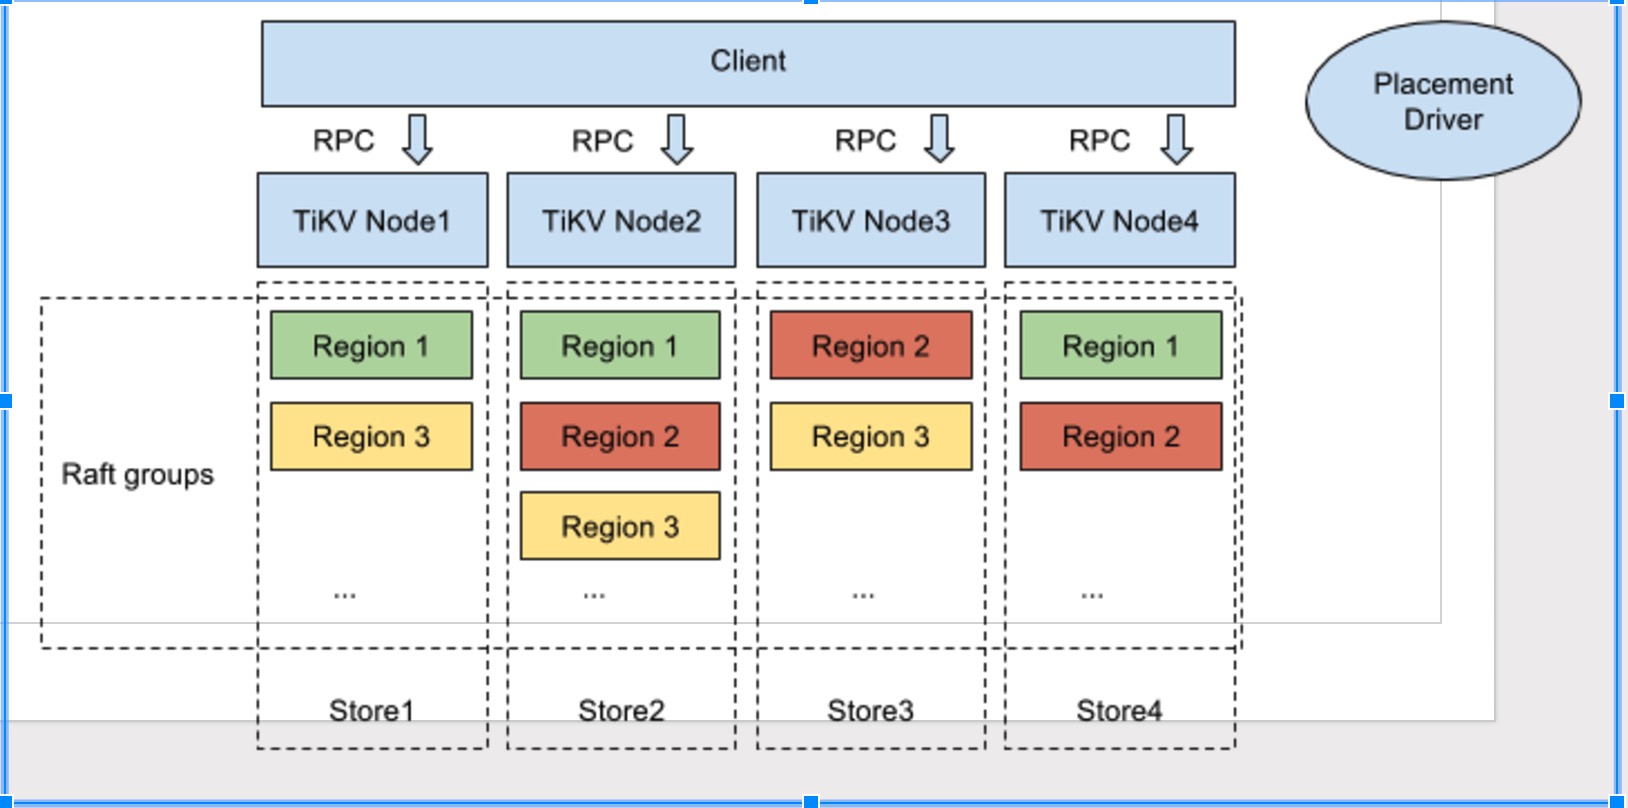 Client
Placement
Driver
RPC RPC RPC RPC
TiKV Node1 TiKV Node2 TiKV Node3 TiKV Node4
Region 1 Region 1 Region 2 Region 1
Region 3 Region 2 Region 3 Region 2
Raft groups
Region 3
... ... ... ...
Store1 Store2 Store3 Store4